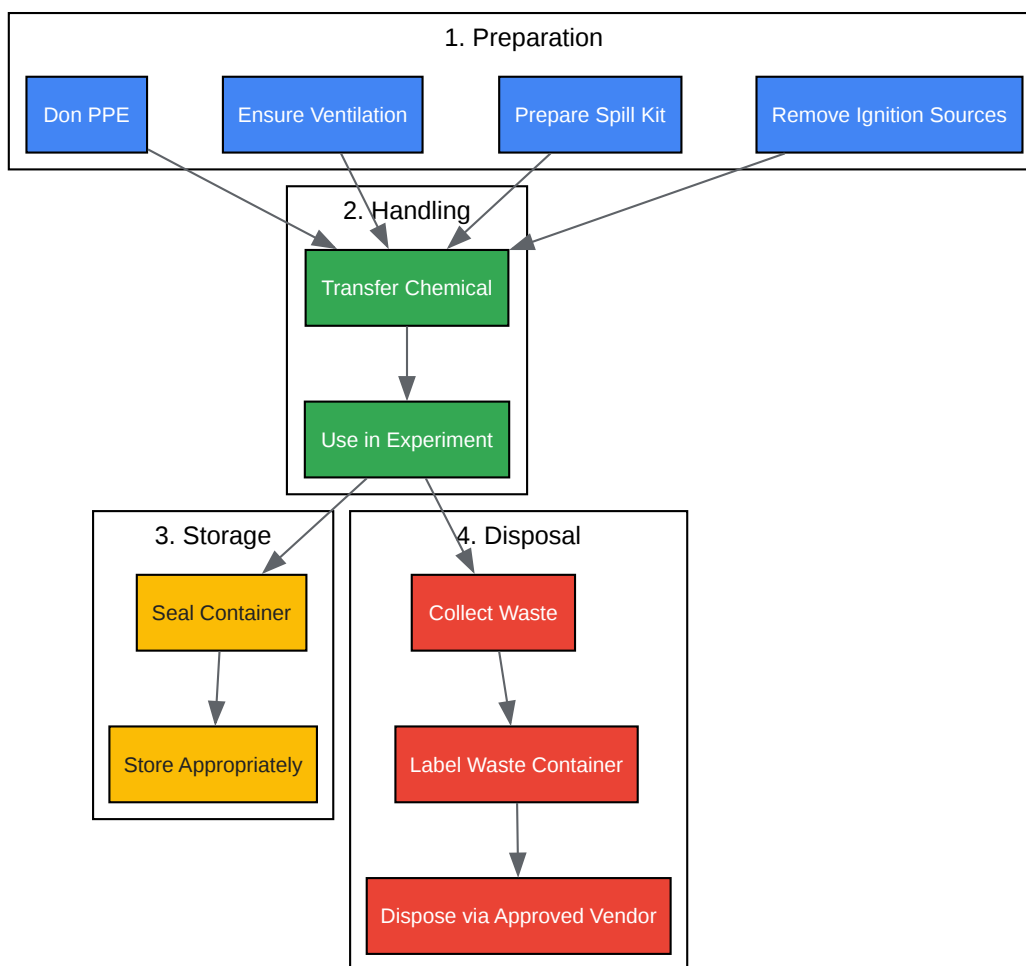 1. Preparation
Don PPE
Ensure Ventilation
Prepare Spill Kit
Remove Ignition Sources
2. Handling
Transfer Chemical
Use in Experiment
3. Storage
4. Disposal
Seal Container
Collect Waste
Store Appropriately
Label Waste Container
Dispose via Approved Vendor